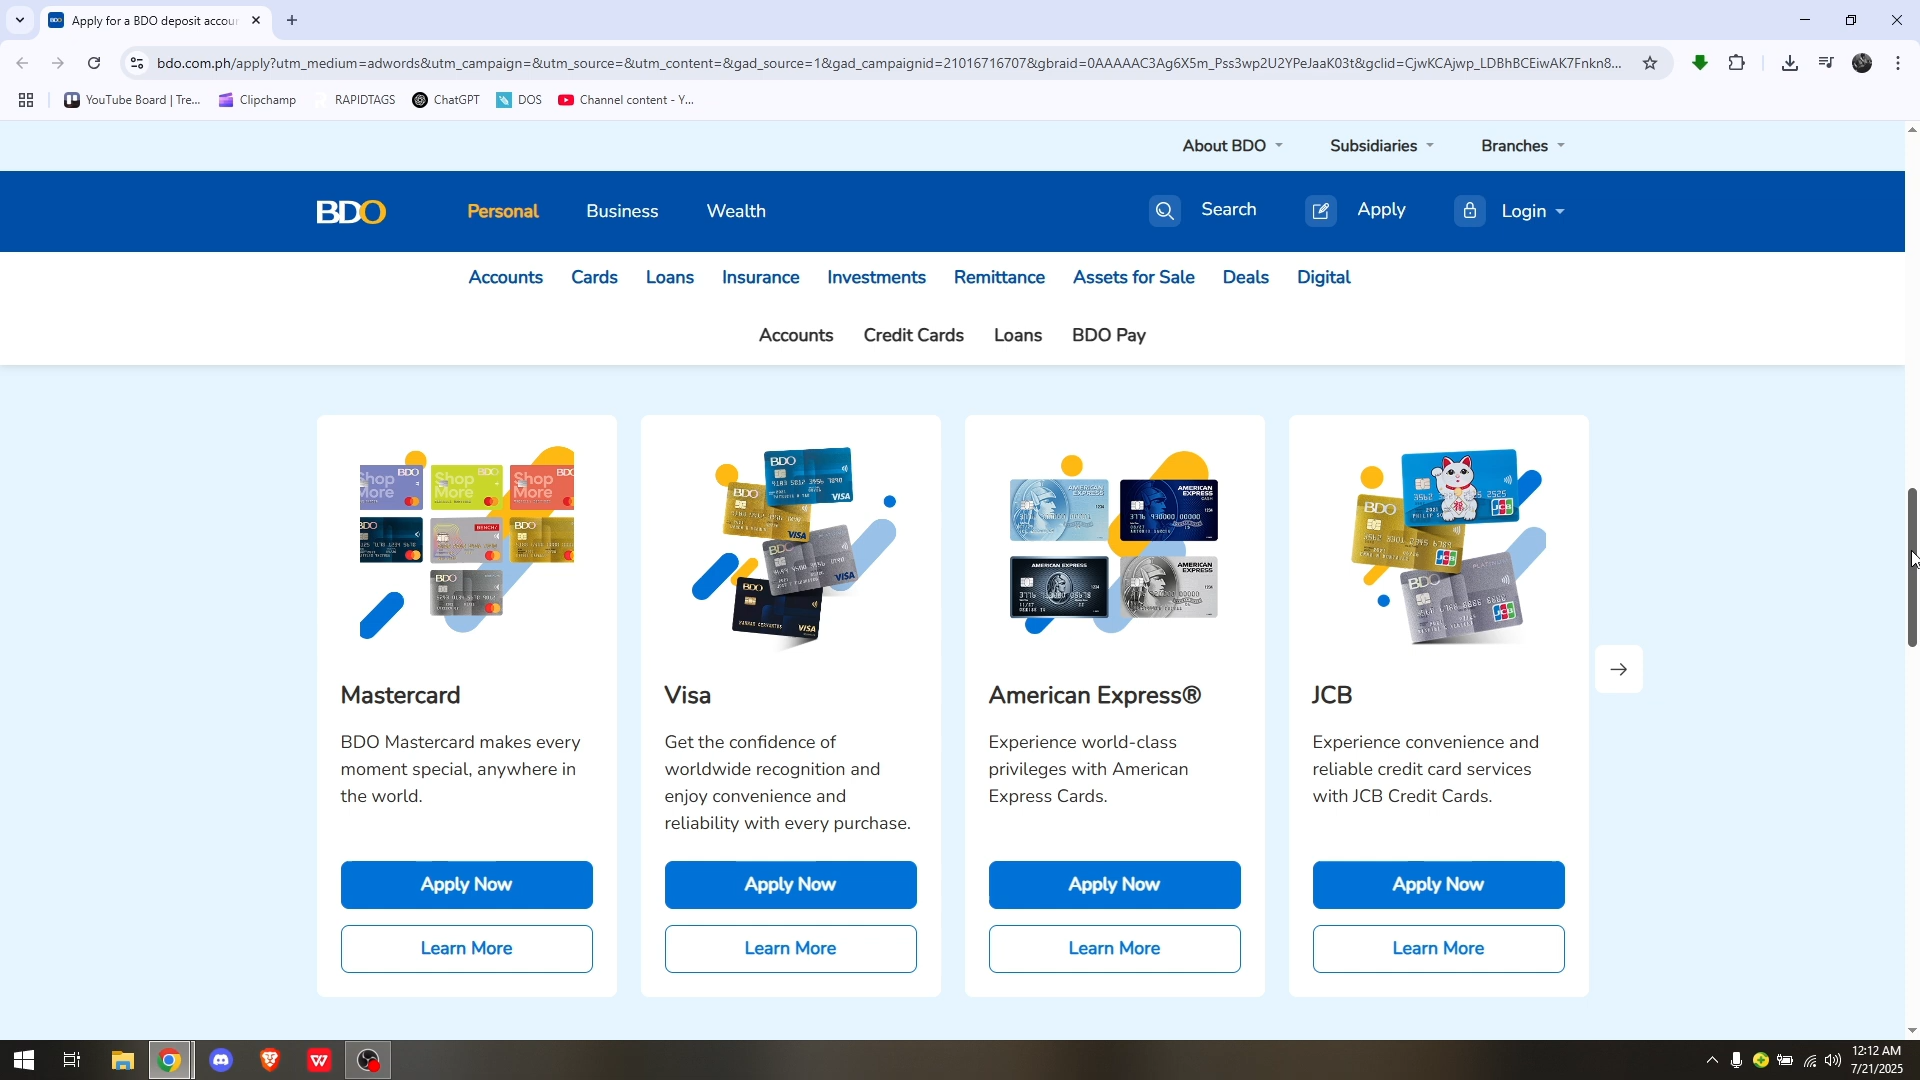 BDO Apply for a BDO deposit accou
bdo.com.ph/apply?utm_medium=adwords&utm_campaign=&utm_source=&utm_content=&gad_source=1&gad_campaignid=21016716707&gbraid=0AAAAAC3Ag6X5m_Pss3wp2U2YPeJaaK03t&gclid=CjwKCAjwp_LDBhBCEiwAK7Fnkn8...
YouTube Board | Tre... Clipchamp RAPIDTAGS ChatGPT DOS Channel content - Y...
About BDO Subsidiaries Branches
BDO Personal Business Wealth Search Apply Login
Accounts Cards Loans Insurance Investments Remittance Assets for Sale Deals Digital
Accounts Credit Cards Loans BDO Pay
Mastercard Visa American Express® JCB
BDO Mastercard makes every
moment special, anywhere in
the world.
Get the confidence of
worldwide recognition and
enjoy convenience and
reliability with every purchase.
Experience world-class
privileges with American
Express Cards.
Experience convenience and
reliable credit card services
with JCB Credit Cards.
Apply Now Apply Now Apply Now Apply Now
Learn More Learn More Learn More Learn More
12:12 AM
7/21/2025